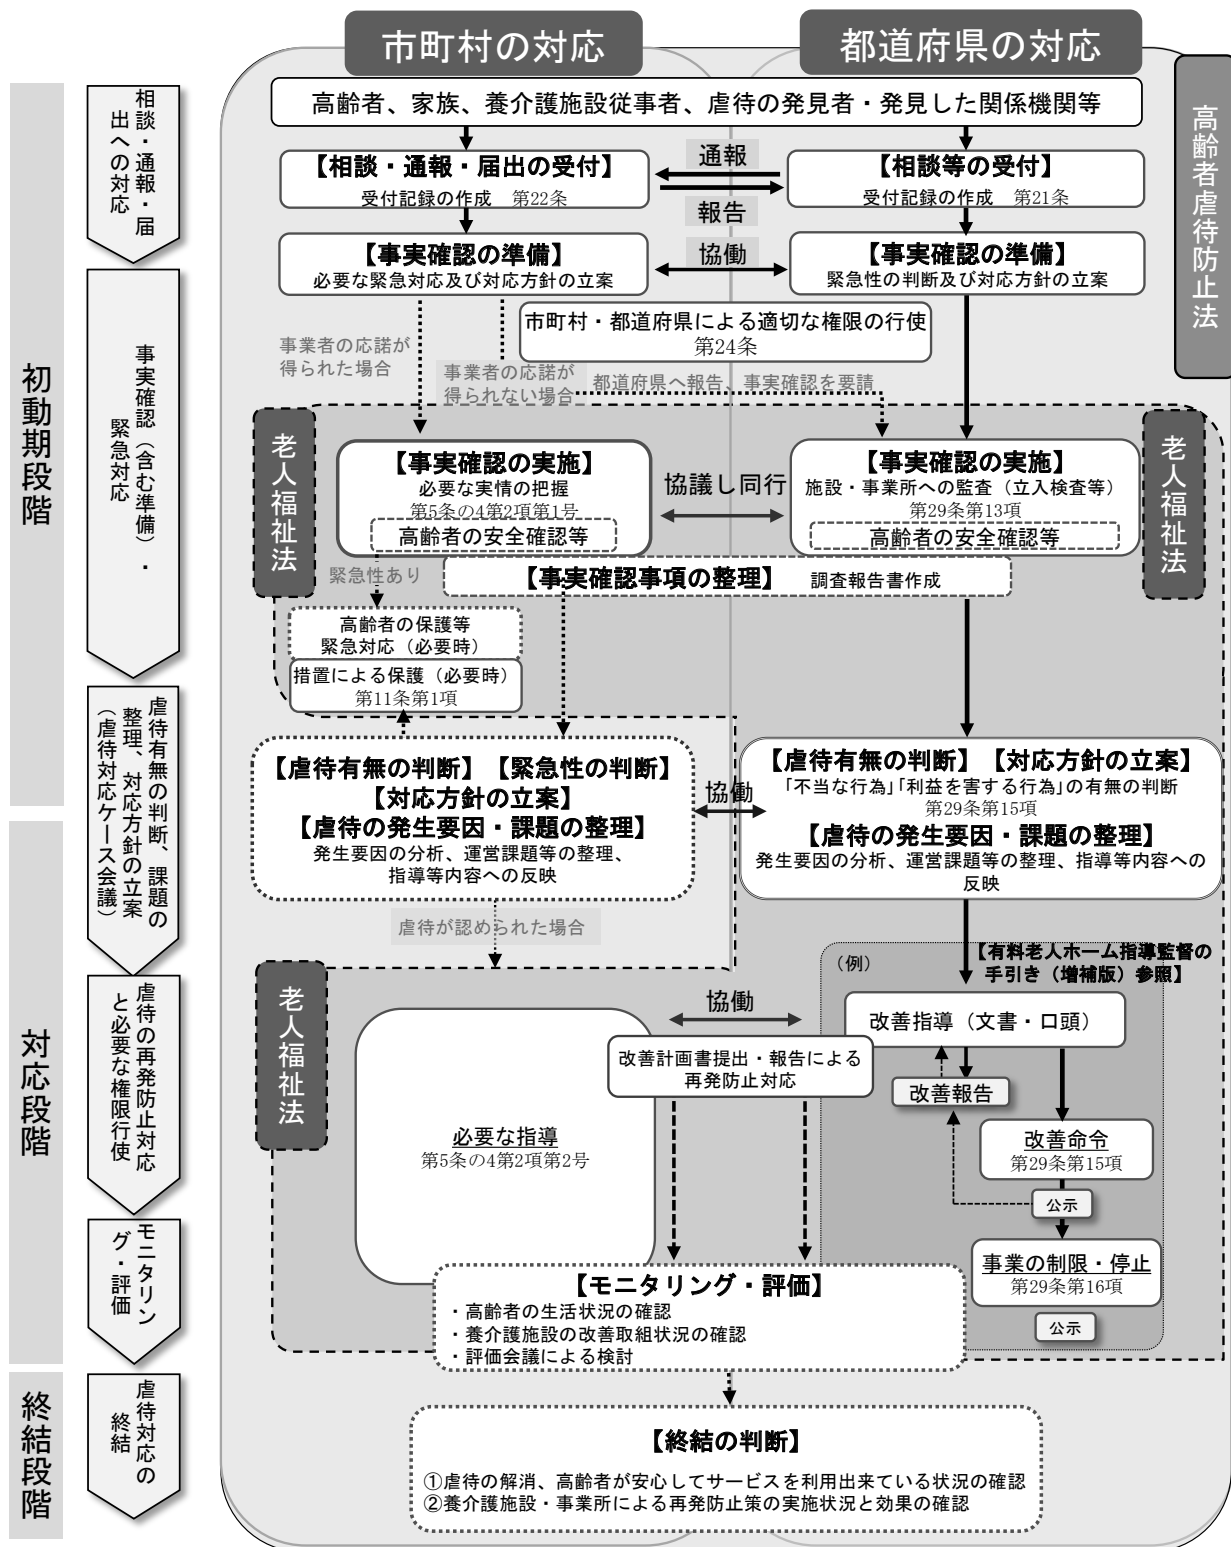 市町村の対応
都道府県の対応
高齢者虐待防止法
高齢者、家族、養介護施設従事者、虐待の発見者・発見した関係機関等
初動期段階
相談・通報・届
出への対応
【相談・通報・届出の受付】
受付記録の作成　第22条
通報
報告
【相談等の受付】
受付記録の作成　第21条
【事実確認の準備】
必要な緊急対応及び対応方針の立案
協働
【事実確認の準備】
緊急性の判断及び対応方針の立案
市町村・都道府県による適切な権限の行使
第24条
事実確認（含む準備）・
緊急対応
事業者の応諾が
得られた場合
事業者の応諾が
得られない場合
都道府県へ報告、事実確認を要請
老人福祉法
【事実確認の実施】
必要な実情の把握
第5条の4第2項第1号
高齢者の安全確認等
協議し同行
【事実確認の実施】
施設・事業所への監査（立入検査等）
第29条第13項
高齢者の安全確認等
老人福祉法
緊急性あり
【事実確認事項の整理】　調査報告書作成
高齢者の保護等
緊急対応（必要時）
措置による保護（必要時）
第11条第1項
虐待有無の判断、課題の
整理、対応方針の立案
（虐待対応ケース会議）
【虐待有無の判断】【緊急性の判断】
【対応方針の立案】
【虐待の発生要因・課題の整理】
発生要因の分析、運営課題等の整理、
指導等内容への反映
協働
【虐待有無の判断】【対応方針の立案】
「不当な行為」「利益を害する行為」の有無の判断
第29条第15項
【虐待の発生要因・課題の整理】
発生要因の分析、運営課題等の整理、指導等内容への
反映
虐待が認められた場合
対応段階
虐待の再発防止対応
と必要な権限行使
老人福祉法
（例）
【有料老人ホーム指導監督の
手引き（増補版）参照】
協働
改善指導（文書・口頭）
改善計画書提出・報告による
再発防止対応
改善報告
必要な指導
第5条の4第2項第2号
改善命令
第29条第15項
公示
事業の制限・停止
第29条第16項
公示
モニタリン
グ・評価
【モニタリング・評価】
・高齢者の生活状況の確認
・養介護施設の改善取組状況の確認
・評価会議による検討
終結段階
虐待対応の
終結
【終結の判断】
①虐待の解消、高齢者が安心してサービスを利用出来ている状況の確認
②養介護施設・事業所による再発防止策の実施状況と効果の確認